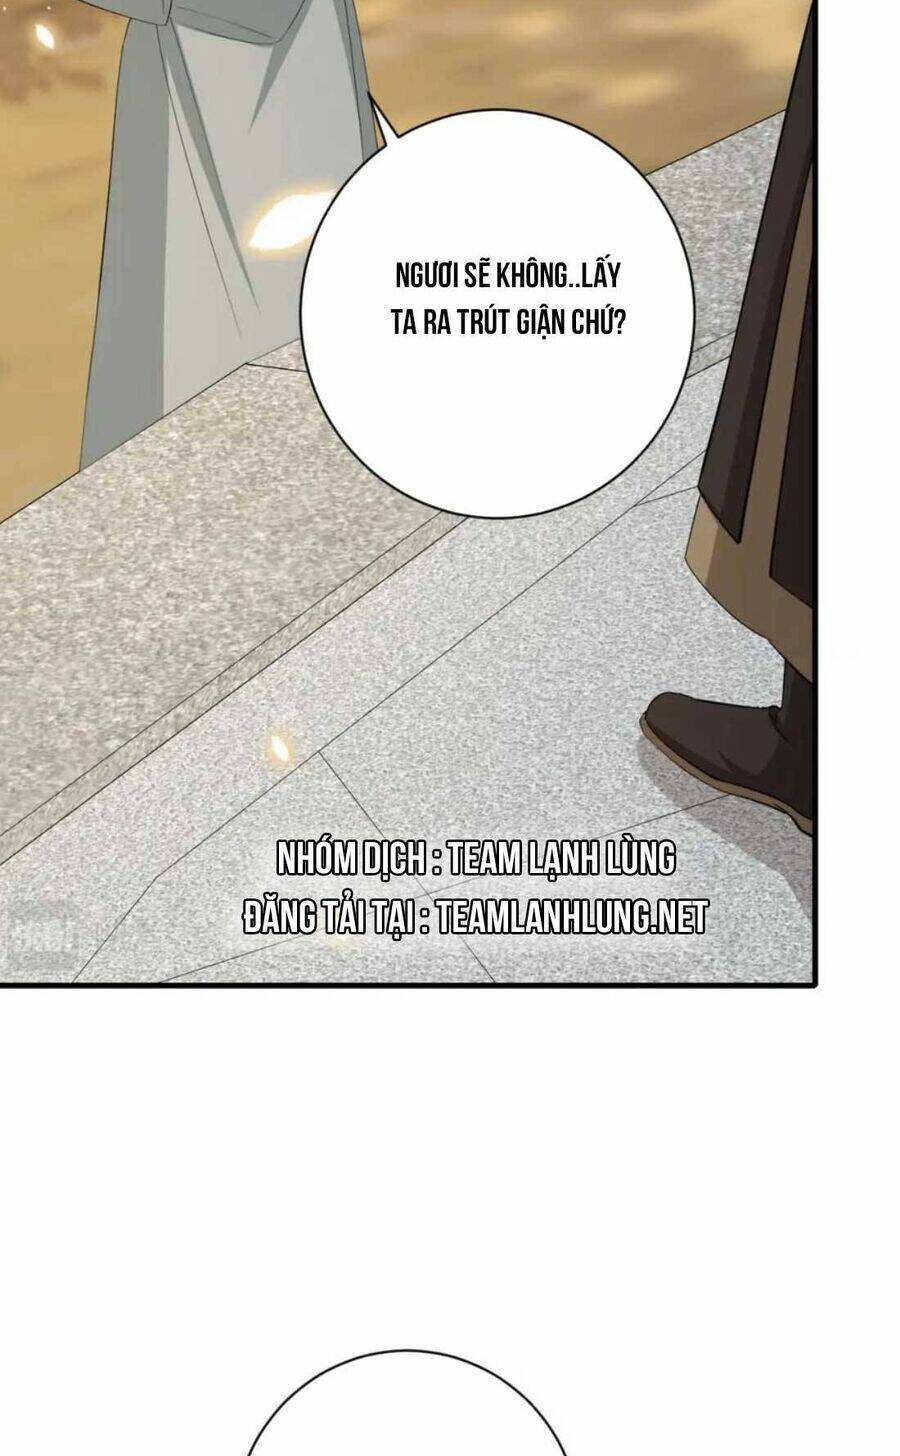 NGƯƠI SẼ KHÔNG..LẤY
TA RA TRÚT GIẬN CHỨ?
NHÓM DỊCH : TEAM LẠNH LÙNG
ĐĂNG TẢI TẠI : TEAMLANHLUNG.NET